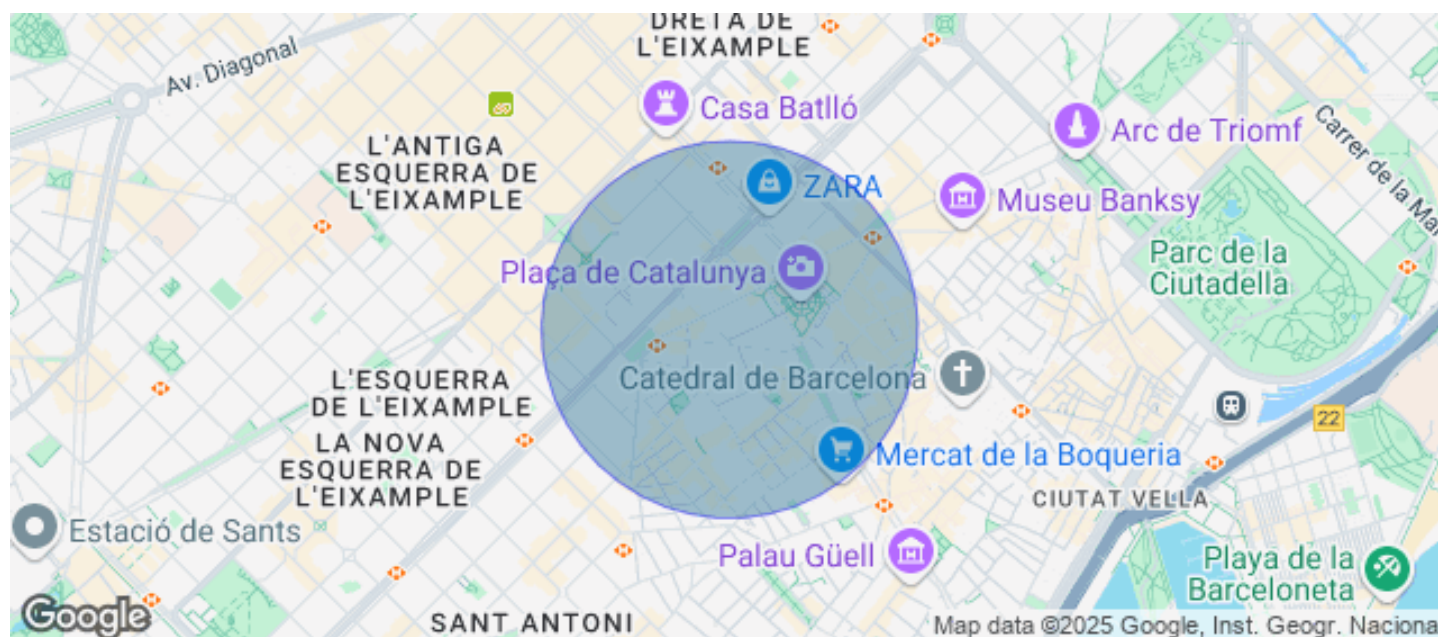 DRETA DE
L'EIXAMPLE
Av. Diagonal
Casa Batlló
Arc de Triomf
Carrer de la Mar
L'ANTIGA
ESQUERRA DE
L'EIXAMPLE
ZARA
Museu Banksy
Plaça de Catalunya
Parc de la
Ciutadella
L'ESQUERRA
DE L'EIXAMPLE
Catedral de Barcelona
22
LA NOVA
ESQUERRA DE
L'EIXAMPLE
Mercat de la Boqueria
CIUTAT VELLA
Estació de Sants
Palau Güell
Playa de la
Barceloneta
Google
SANT ANTONI
Map data ©2025 Google, Inst. Geogr. Naciona